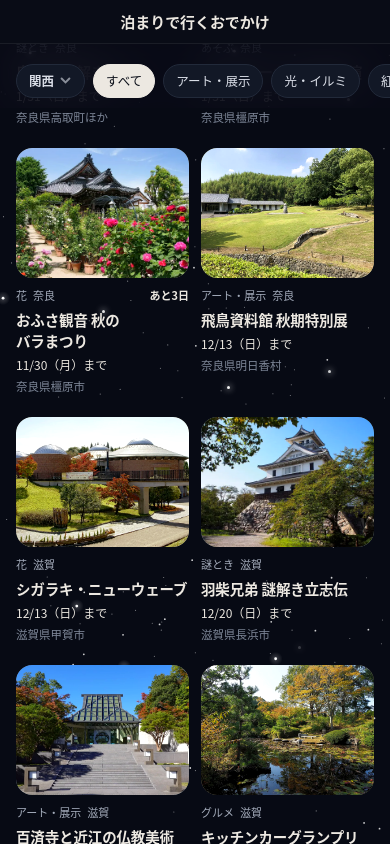 泊まりで行くおでかけ
関西
すべて
アート・展示
光・イルミ
奈良県高取町ほか
奈良県橿原市
花 奈良
あと3日
おふさ観音 秋の
バラまつり
11/30（月）まで
奈良県橿原市
アート・展示 奈良
飛鳥資料館 秋期特別展
12/13（日）まで
奈良県明日香村
花 滋賀
シガラキ・ニューウェーブ
12/13（日）まで
滋賀県甲賀市
謎とき 滋賀
羽柴兄弟 謎解き立志伝
12/20（日）まで
滋賀県長浜市
アート・展示 滋賀
百済寺と近江の仏教美術
グルメ 滋賀
キッチンカーグランプリ